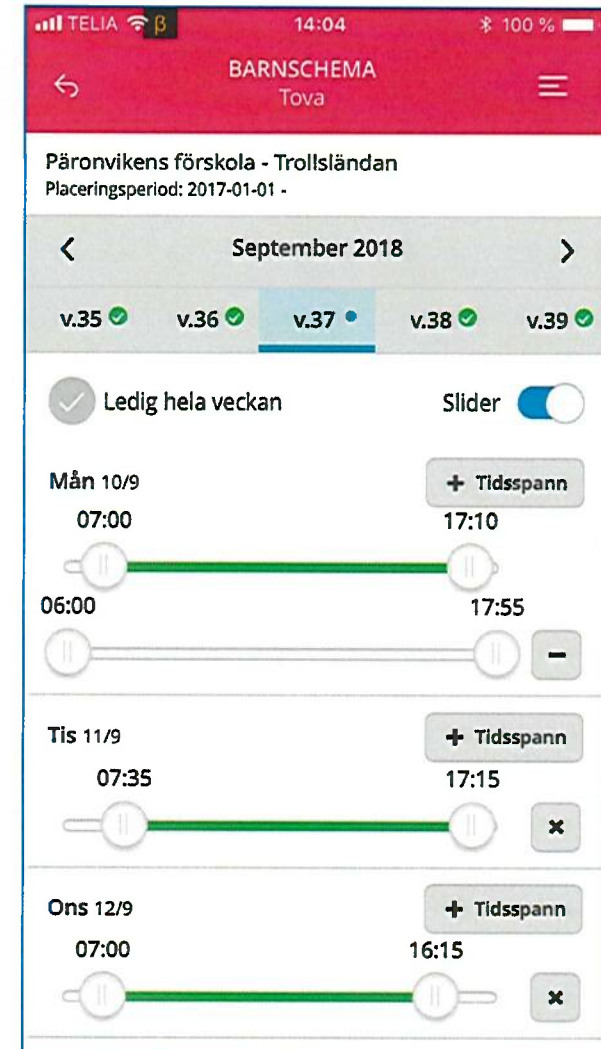 TELIA β 14:04 100 %
BARNSCHEMA
Tova
Päronvikens förskola - Trollsländan
Placeringsperiod: 2017-01-01 -
September 2018
v.35 v.36 v.37 v.38 v.39
Ledig hela veckan Slider
Mån 10/9 + Tidsspann
07:00 17:10
06:00 17:55
Tis 11/9 + Tidsspann
07:35 17:15
Ons 12/9 + Tidsspann
07:00 16:15